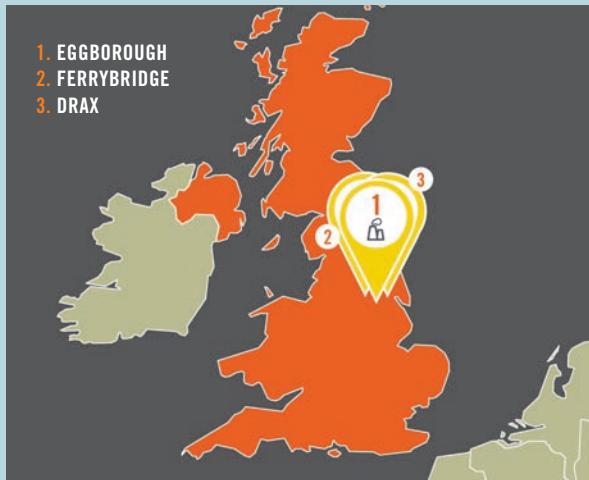 1. EGGBOROUGH
2. FERRYBRIDGE
3. DRAX
3
1
2